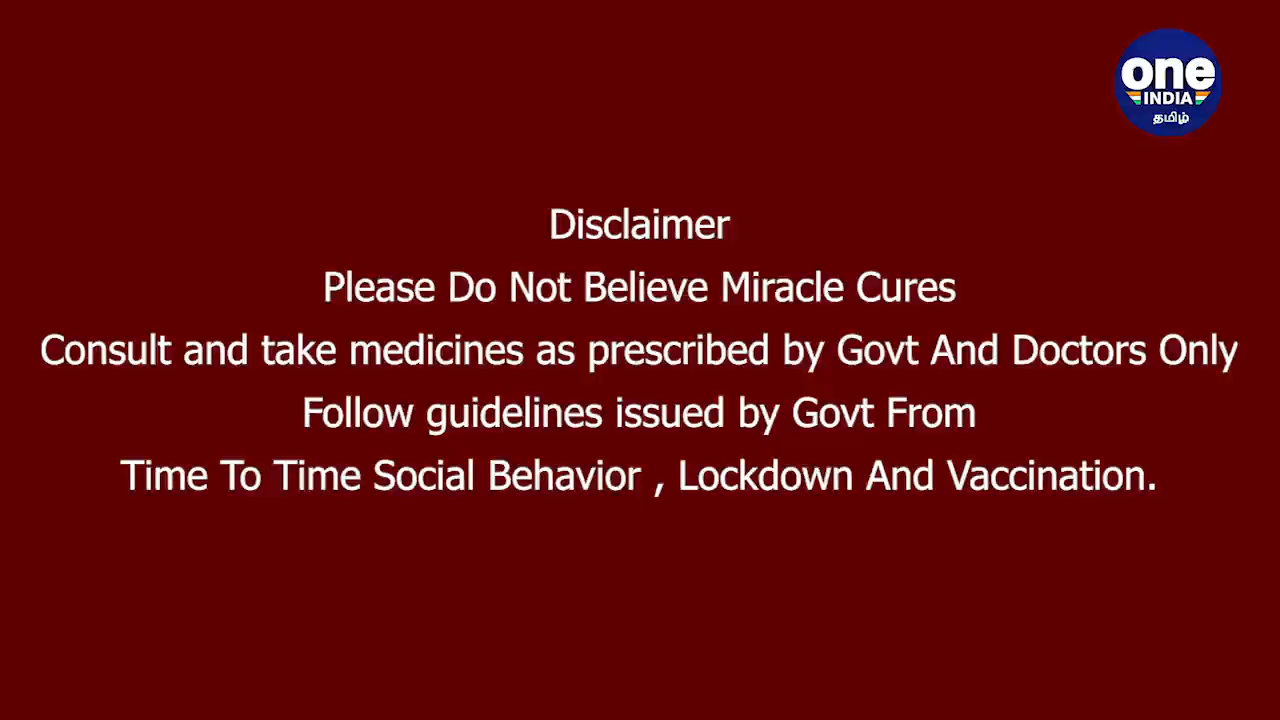 one
INDIA
தமிழ்
Disclaimer
Please Do Not Believe Miracle Cures
Consult and take medicines as prescribed by Govt And Doctors Only
Follow guidelines issued by Govt From
Time To Time Social Behavior , Lockdown And Vaccination.